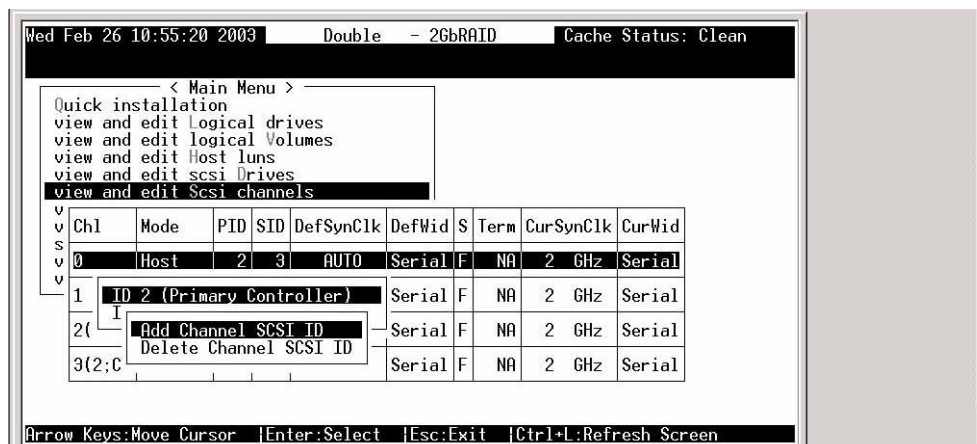 Wed Feb 26 10:55:20 2003 Double - 2GbRAID Cache Status: Clean
< Main Menu >
Quick installation
view and edit Logical drives
view and edit logical Volumes
view and edit Host luns
view and edit scsi Drives
view and edit Scsi channels
v
v
s
v
v
Chl Mode PID SID DefSynClk DefWid S Term CurSynClk CurWid
0 Host 2 3 AUTO Serial F NA 2 GHz Serial
1 ID 2 (Primary Controller) Serial F NA 2 GHz Serial
I
2( Add Channel SCSI ID Serial F NA 2 GHz Serial
Delete Channel SCSI ID
3(2;C Serial F NA 2 GHz Serial
Arrow Keys:Move Cursor |Enter:Select |Esc:Exit |Ctrl+L:Refresh Screen